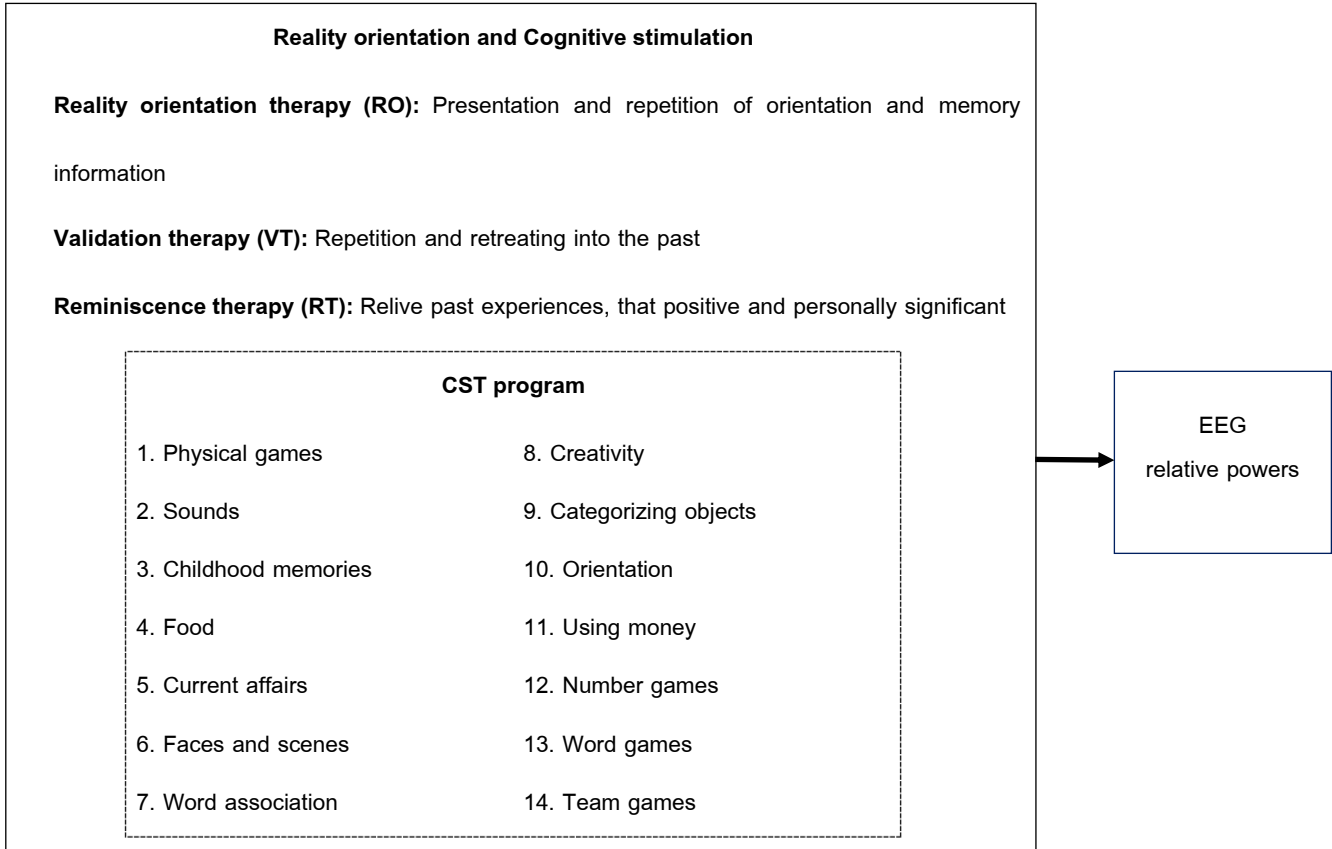 Reality orientation and Cognitive stimulation
Reality orientation therapy (RO): Presentation and repetition of orientation and memory
information
Validation therapy (VT): Repetition and retreating into the past
Reminiscence therapy (RT): Relive past experiences, that positive and personally significant
CST program
1. Physical games
2. Sounds
3. Childhood memories
4. Food
5. Current affairs
6. Faces and scenes
7. Word association
8. Creativity
9. Categorizing objects
10. Orientation
11. Using money
12. Number games
13. Word games
14. Team games
EEG
relative powers